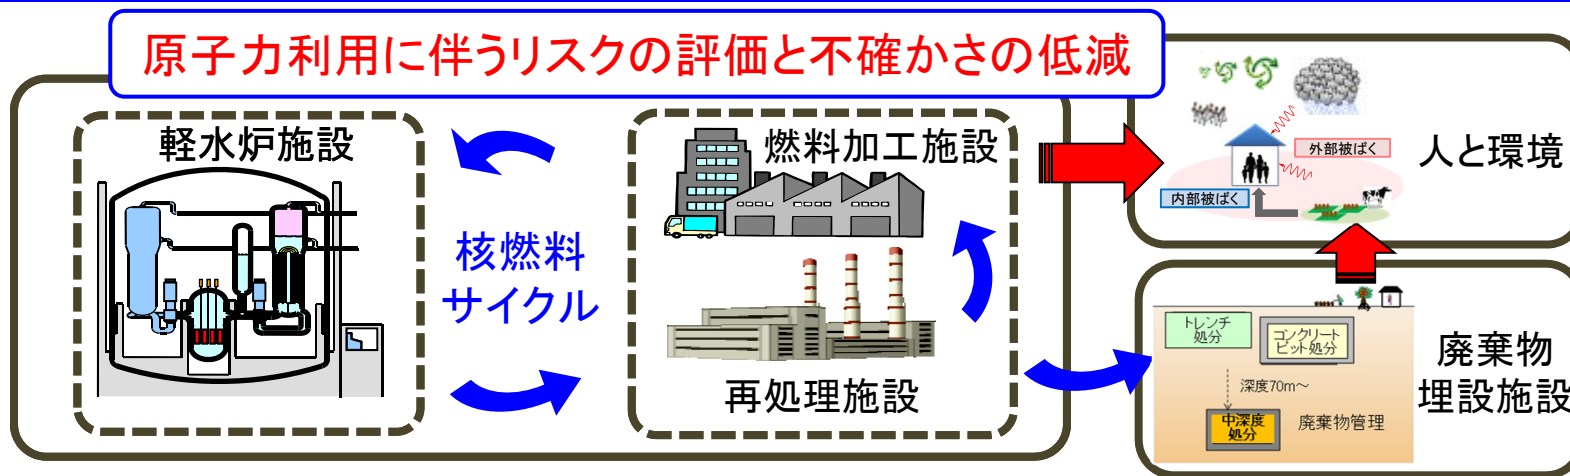 原子力利用に伴うリスクの評価と不確かさの低減
軽水炉施設
核燃料
サイクル
燃料加工施設
再処理施設
外部被ばく
内部被ばく
人と環境
トレンチ
処分
コンクリート
ピット処分
深度70m～
中深度
処分
廃棄物管理
廃棄物
埋設施設